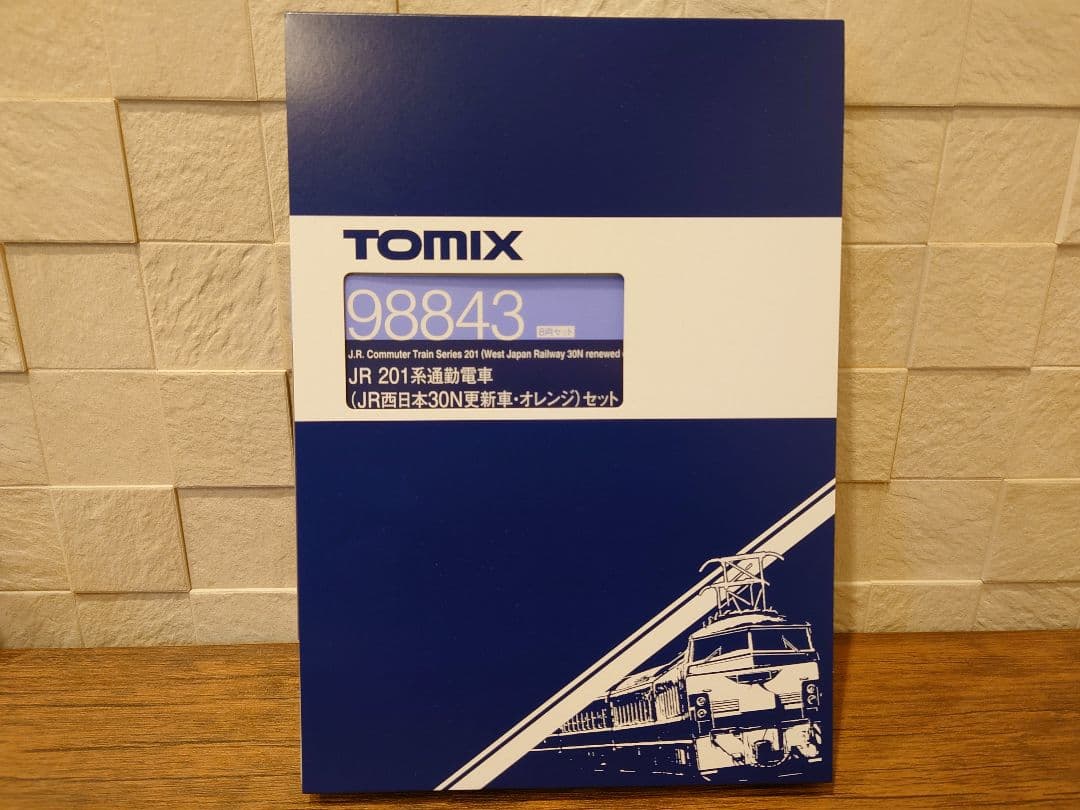 TOMIX
98843 8両セット
J.R. Commuter Train Series 201 (West Japan Railway 30N renewed
JR 201系通勤電車
(JR西日本30N更新車・オレンジ)セット